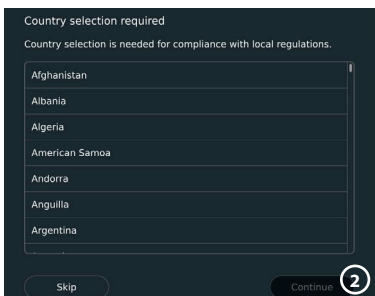 Country selection required
Country selection is needed for compliance with local regulations.
Afghanistan
Albania
Algeria
American Samoa
Andorra
Anguilla
Argentina
Skip
Continue
2